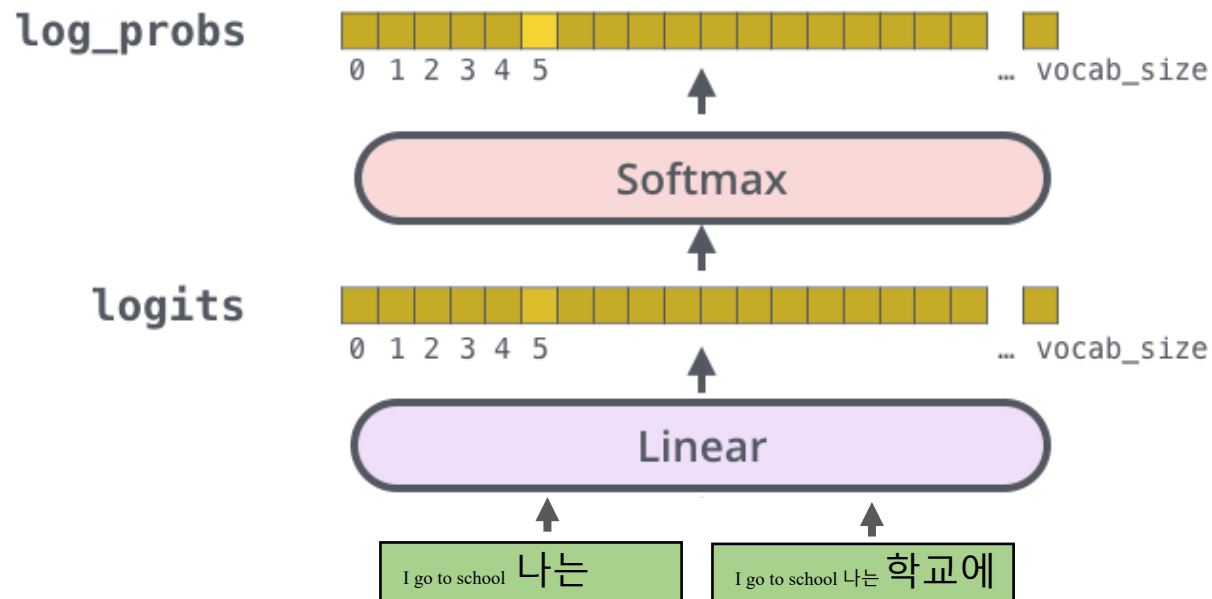 log_probs
0 1 2 3 4 5 … vocab_size
Softmax
logits
0 1 2 3 4 5 … vocab_size
Linear
I go to school 나는
I go to school 나는 학교에